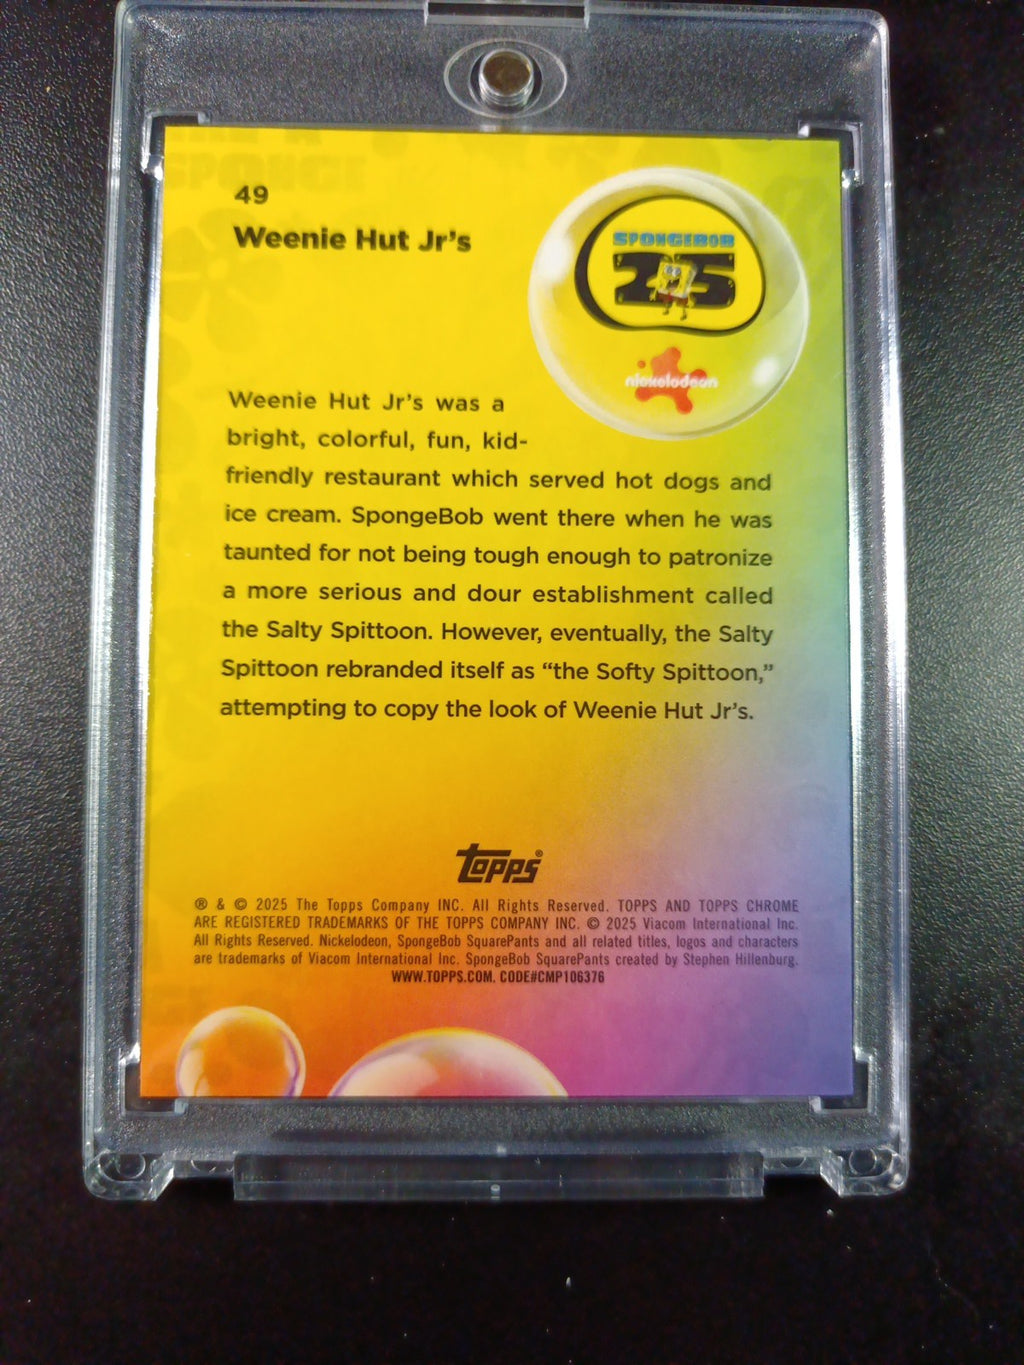 49
Weenie Hut Jr's
SPONGEBOB
25
nickelodeon
Weenie Hut Jr's was a
bright, colorful, fun, kid-
friendly restaurant which served hot dogs and
ice cream. SpongeBob went there when he was
taunted for not being tough enough to patronize
a more serious and dour establishment called
the Salty Spittoon. However, eventually, the Salty
Spittoon rebranded itself as “the Softy Spittoon,”
attempting to copy the look of Weenie Hut Jr's.
Topps®
® & © 2025 The Topps Company INC. All Rights Reserved. TOPPS AND TOPPS CHROME
ARE REGISTERED TRADEMARKS OF THE TOPPS COMPANY INC. © 2025 Viacom International Inc.
All Rights Reserved. Nickelodeon, SpongeBob SquarePants and all related titles, logos and characters
are trademarks of Viacom International Inc. SpongeBob SquarePants created by Stephen Hillenburg.
WWW.TOPPS.COM. CODE#CMP106376